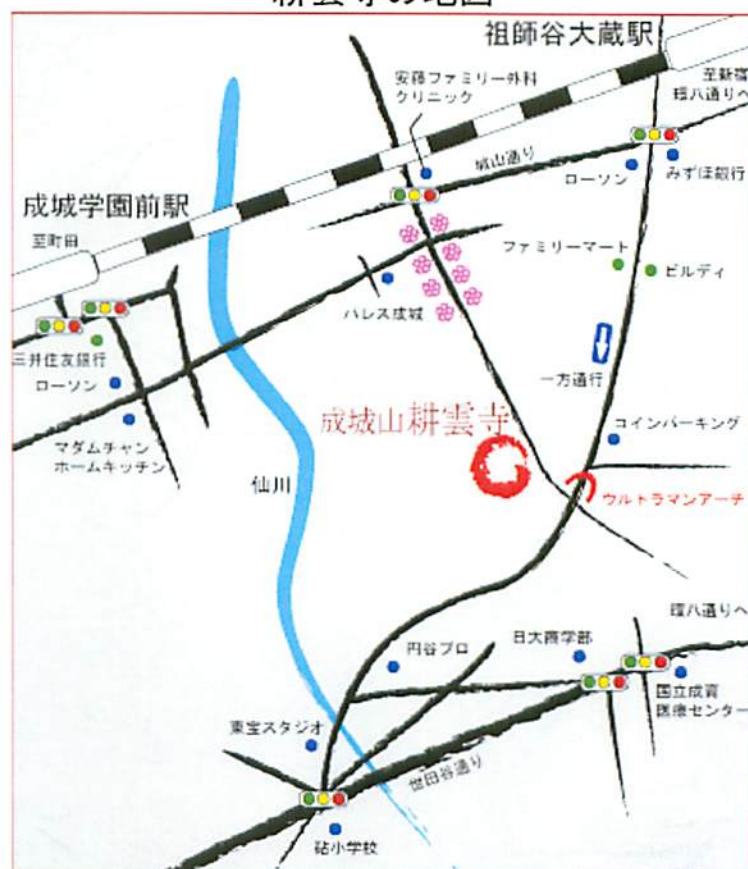 耕雲寺の地図
祖師谷大蔵駅
安藤ファミリー外科
クリニック
至新宿
環八通りへ
城山通り
ローソン
みずほ銀行
成城学園前駅
至町田
ファミリーマート
ビルディ
パレス成城
三井住友銀行
ローソン
一方通行
マダムチャン
ホームキッチン
成城山耕雲寺
コインパーキング
仙川
ウルトラマンアーチ
環八通りへ
円谷プロ
日大商学部
国立成育
医療センター
東宝スタジオ
世田谷通り
砧小学校